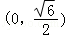 (0, √6/2)